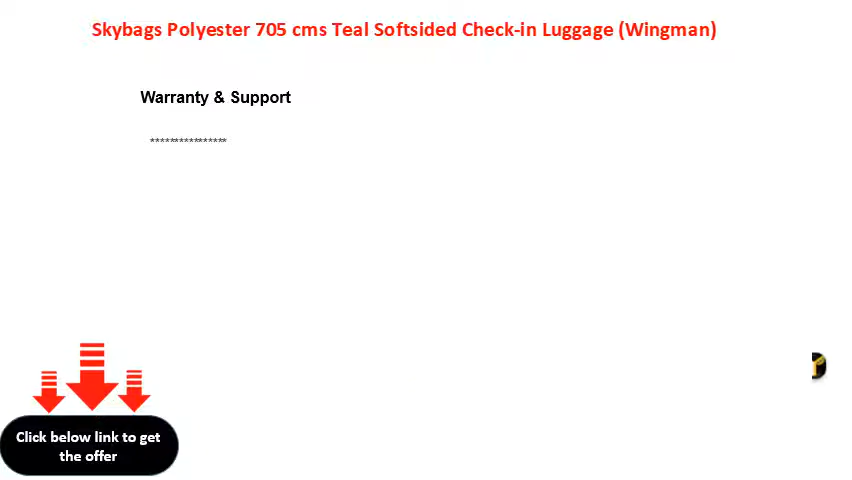 Skybags Polyester 705 cms Teal Softsided Check-in Luggage (Wingman)
Warranty & Support
****************
Click below link to get
the offer